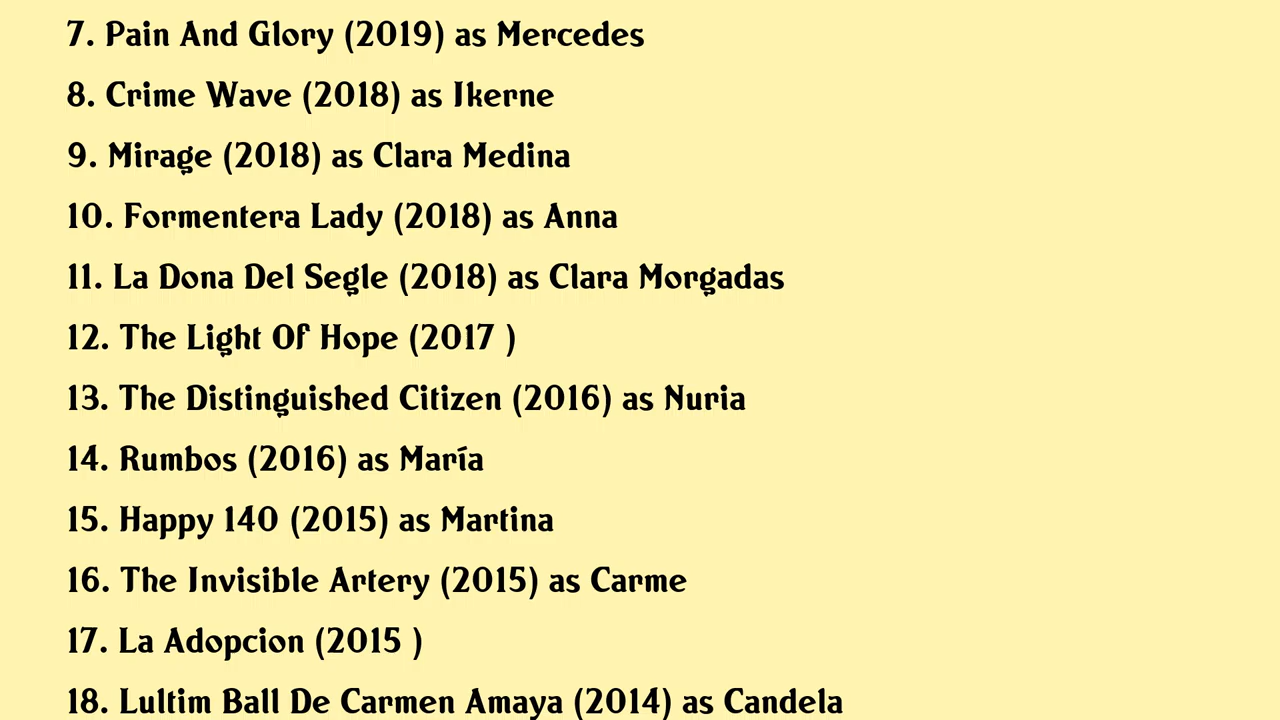 7. Pain And Glory (2019) as Mercedes
8. Crime Wave (2018) as Ikerne
9. Mirage (2018) as Clara Medina
10. Formentera Lady (2018) as Anna
11. La Dona Del Segle (2018) as Clara Morgadas
12. The Light Of Hope (2017 )
13. The Distinguished Citizen (2016) as Nuria
14. Rumbos (2016) as María
15. Happy 140 (2015) as Martina
16. The Invisible Artery (2015) as Carme
17. La Adopcion (2015 )
18. Lultim Ball De Carmen Amaya (2014) as Candela